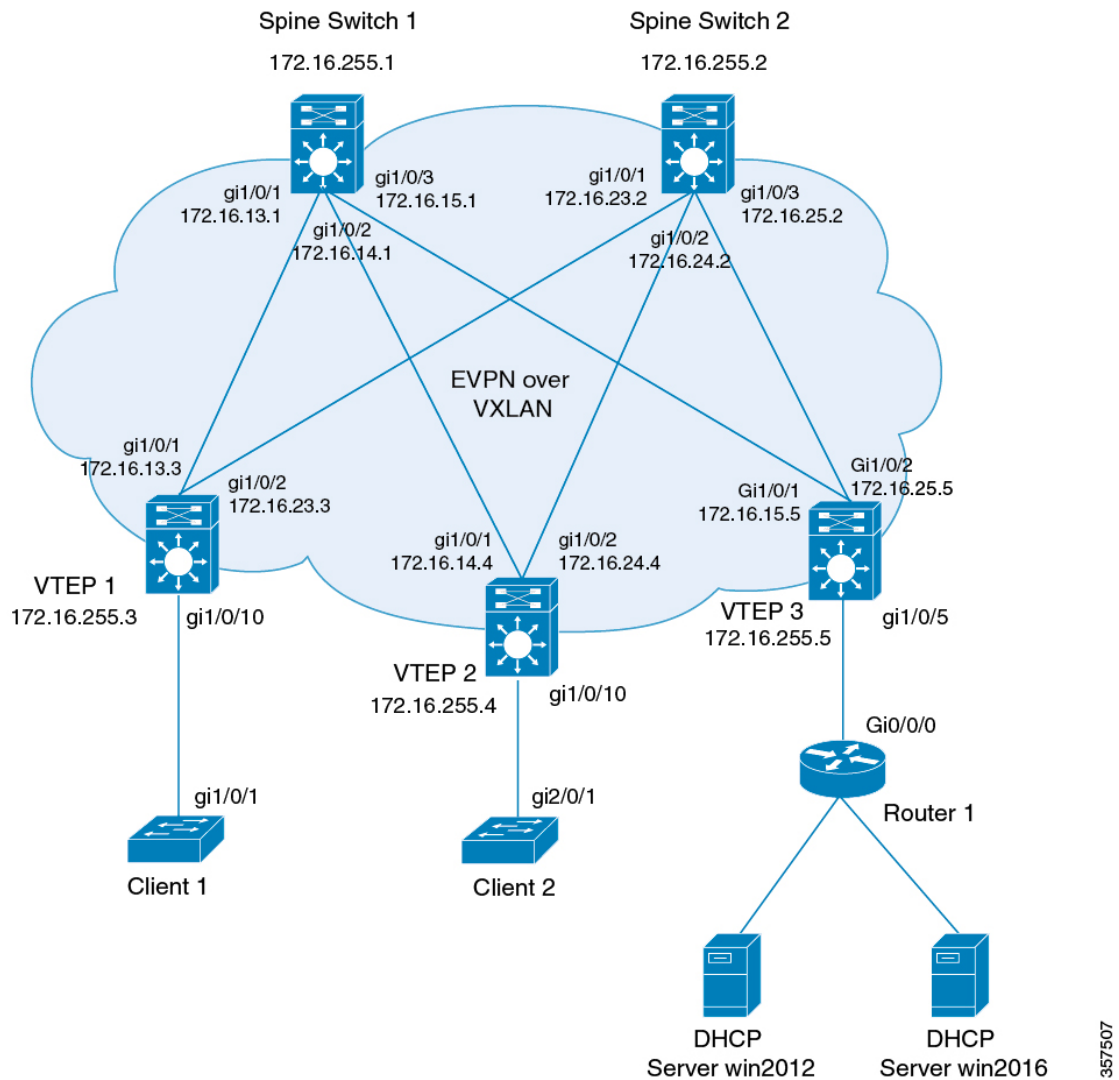 Spine Switch 1
172.16.255.1
Spine Switch 2
172.16.255.2
gi1/0/1
172.16.13.1
gi1/0/3
172.16.15.1
gi1/0/2
172.16.14.1
gi1/0/1
172.16.23.2
gi1/0/3
172.16.25.2
gi1/0/2
172.16.24.2
EVPN over
VXLAN
gi1/0/1
172.16.13.3
gi1/0/2
172.16.23.3
gi1/0/1
172.16.14.4
gi1/0/2
172.16.24.4
Gi1/0/1
172.16.15.5
Gi1/0/2
172.16.25.5
VTEP 1
172.16.255.3
gi1/0/10
VTEP 2
172.16.255.4
gi1/0/10
VTEP 3
172.16.255.5
gi1/0/5
Gi0/0/0
Router 1
gi1/0/1
Client 1
gi2/0/1
Client 2
DHCP
Server win2012
DHCP
Server win2016
357507